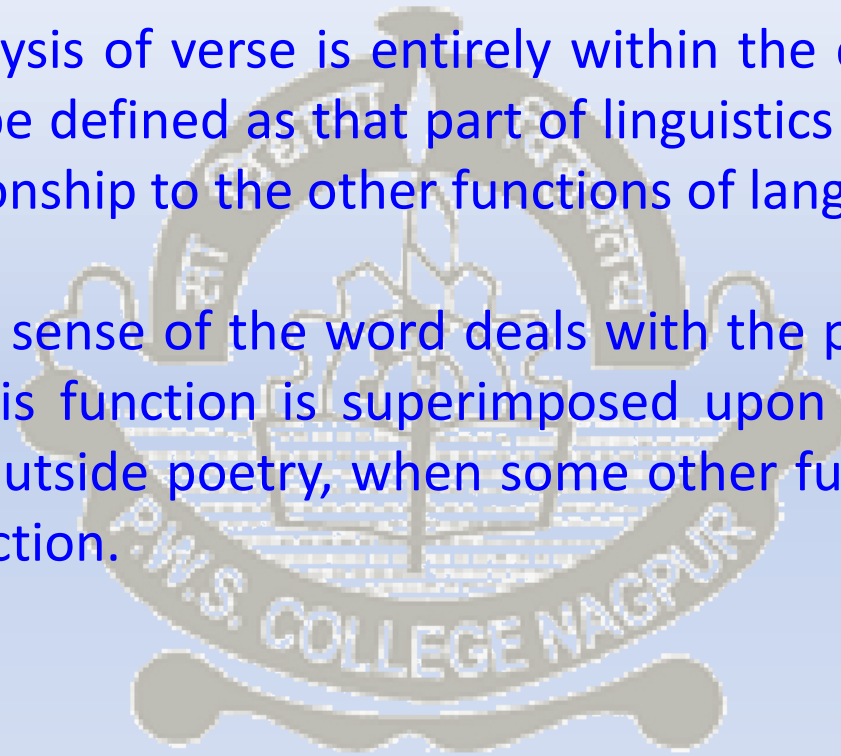 ysis of verse is entirely within the
be defined as that part of linguistics
onship to the other functions of lang
sense of the word deals with the p
is function is superimposed upon
utside poetry, when some other fu
ction.
P.W.S. COLLEGE NAGPUR